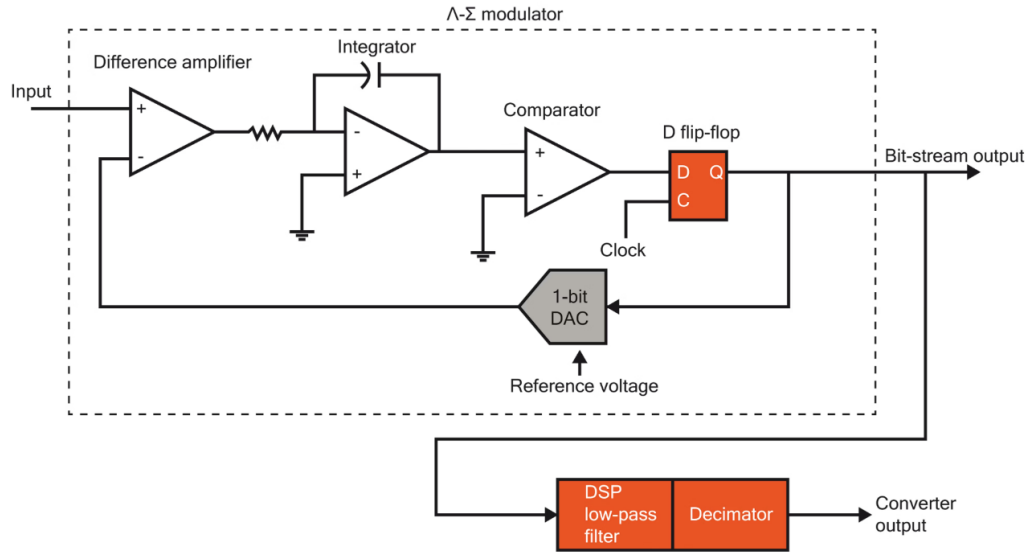 Λ-Σ modulator
Integrator
Difference amplifier
Input
+
-
-
+
Comparator
+
-
D flip-flop
D Q
C
Clock
Bit-stream output
1-bit
DAC
Reference voltage
DSP
low-pass
filter
Decimator
Converter
output